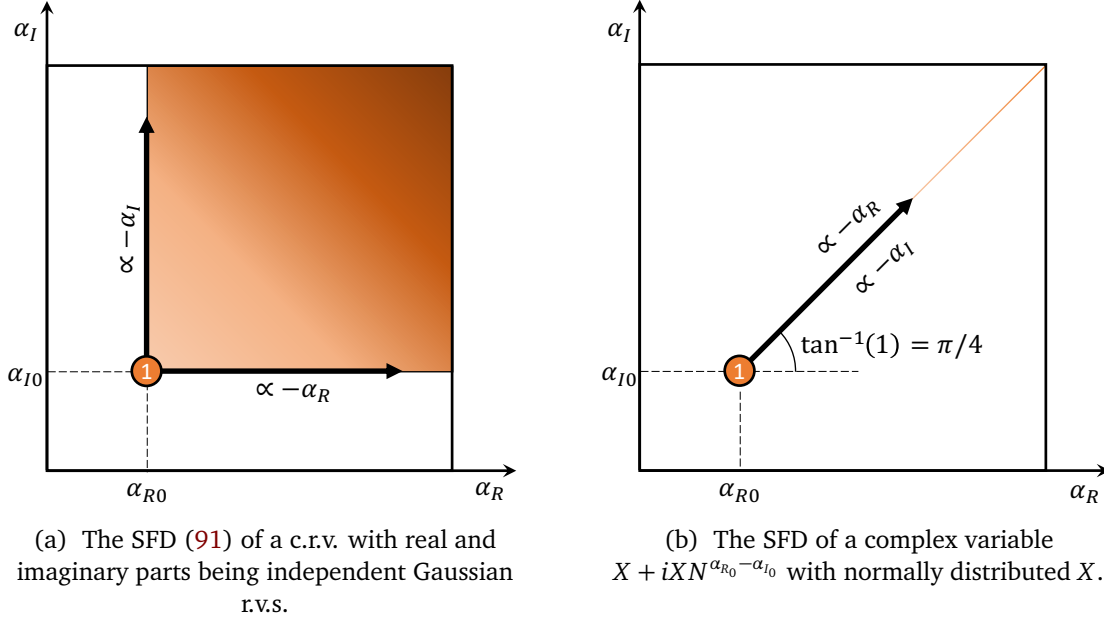 α_I
∝ −α_I
1
∝ −α_R
α_{I0}
α_{R0}
α_R
(a) The SFD (91) of a c.r.v. with real and
imaginary parts being independent Gaussian
r.v.s.
α_I
∝ −α_R
∝ −α_I
tan⁻¹(1) = π/4
1
α_{I0}
α_{R0}
α_R
(b) The SFD of a complex variable
X + iXN^{α_{R_0}−α_{I_0}} with normally distributed X.